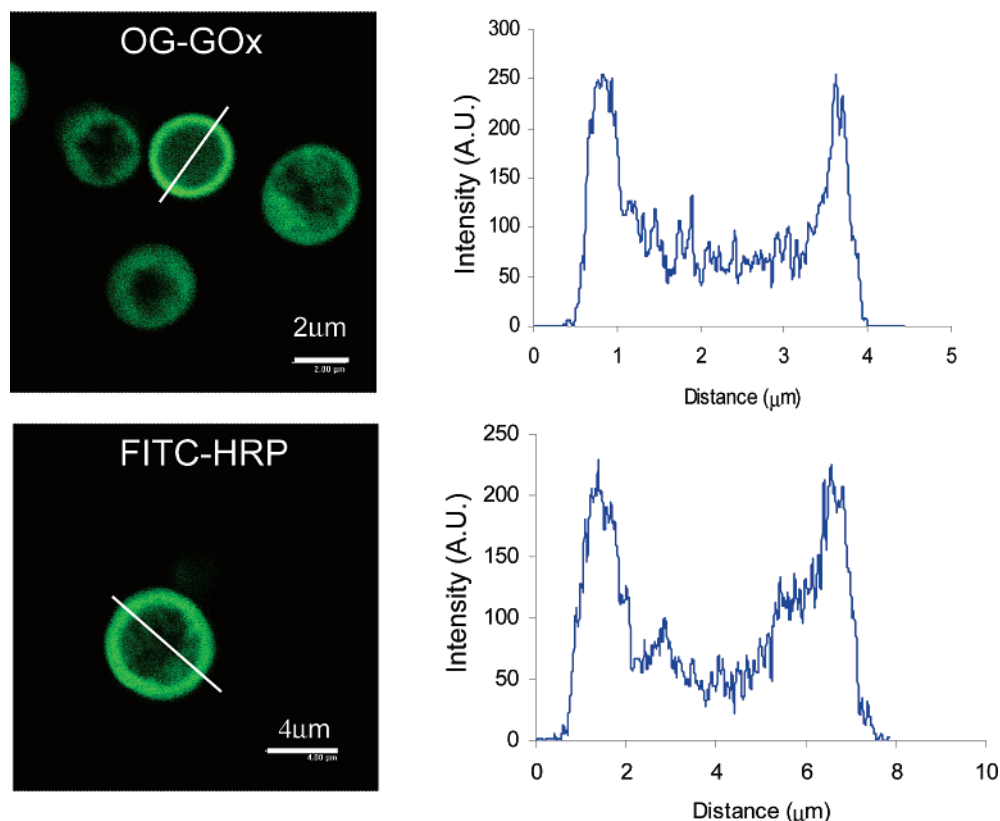 OG-GOx
2µm
2.00 µm
300
250
200
150
100
50
0
Intensity (A.U.)
0 1 2 3 4 5
Distance (µm)
FITC-HRP
4µm
4.00 µm
250
200
150
100
50
0
Intensity (A.U.)
0 2 4 6 8 10
Distance (µm)